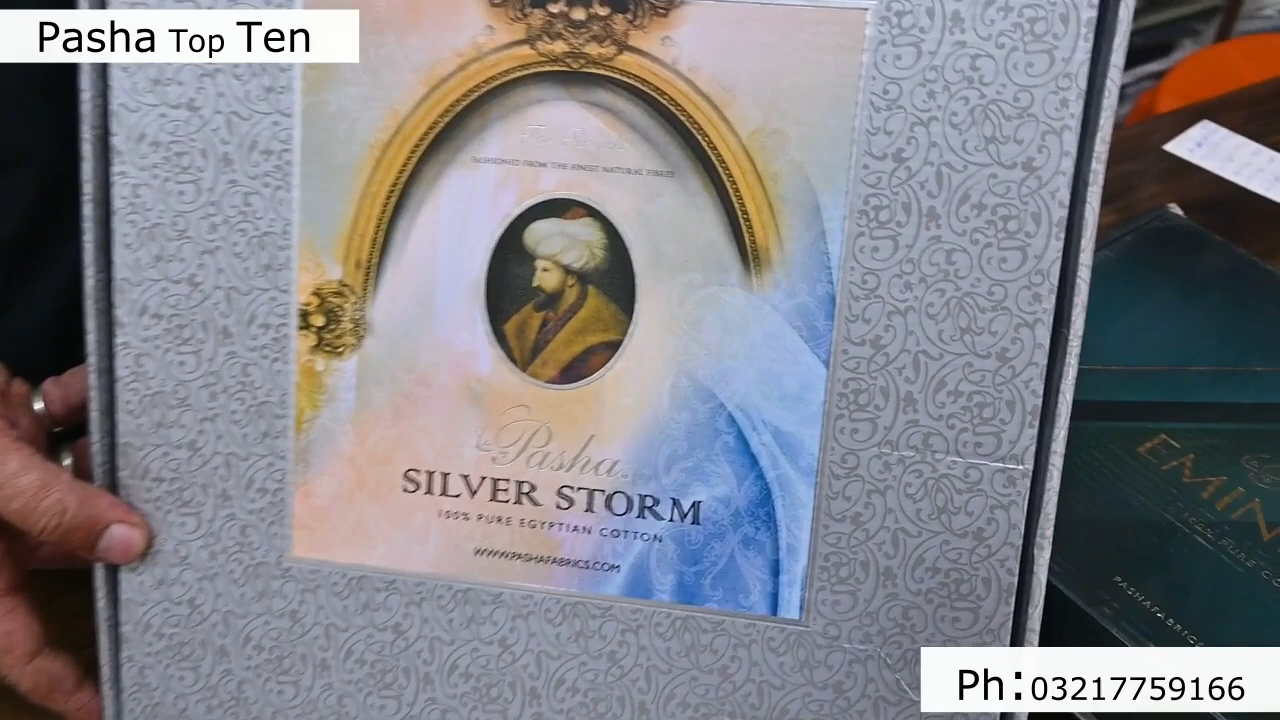 Pasha Top Ten
FASHIONED FROM THE FINEST NATURAL FIBRES
Pasha
SILVER STORM
100% PURE EGYPTIAN COTTON
WWW.PASHAFABRICS.COM
EMIN
100% PURE CO
PASHAFABRICS
Ph:03217759166